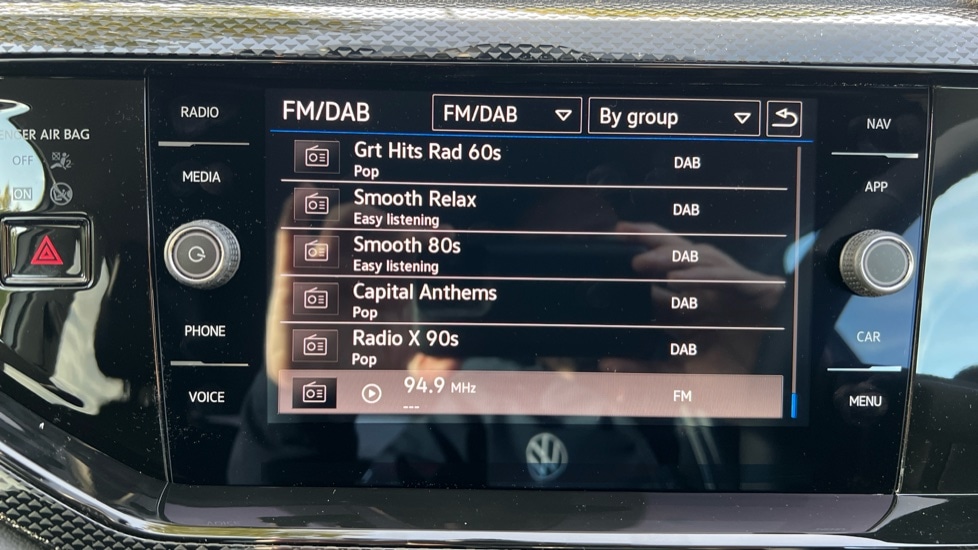 FM/DAB
FM/DAB
By group
Grt Hits Rad 60s
Pop
DAB
Smooth Relax
Easy listening
DAB
Smooth 80s
Easy listening
DAB
Capital Anthems
Pop
DAB
Radio X 90s
Pop
DAB
94.9 MHz
---
FM
RADIO
MEDIA
PHONE
VOICE
NAV
APP
CAR
MENU
AIR BAG
OFF
ON
2